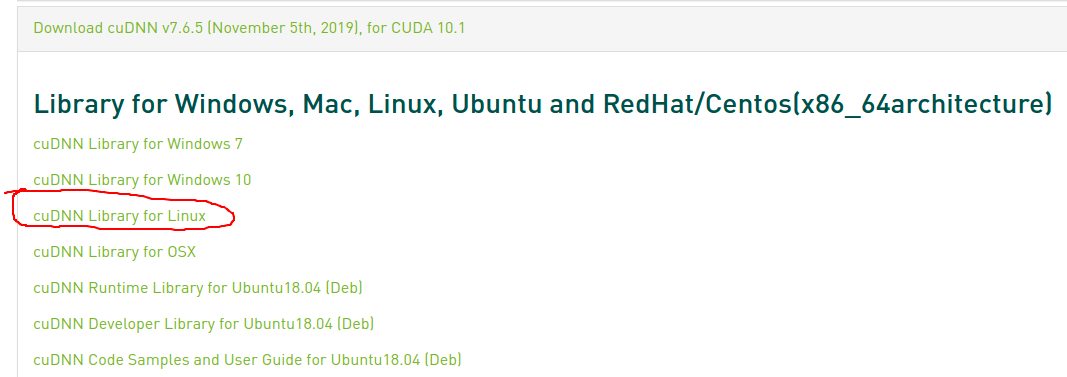 Download cuDNN v7.6.5 (November 5th, 2019), for CUDA 10.1
Library for Windows, Mac, Linux, Ubuntu and RedHat/Centos(x86_64architecture)
cuDNN Library for Windows 7
cuDNN Library for Windows 10
cuDNN Library for Linux
cuDNN Library for OSX
cuDNN Runtime Library for Ubuntu18.04 (Deb)
cuDNN Developer Library for Ubuntu18.04 (Deb)
cuDNN Code Samples and User Guide for Ubuntu18.04 (Deb)